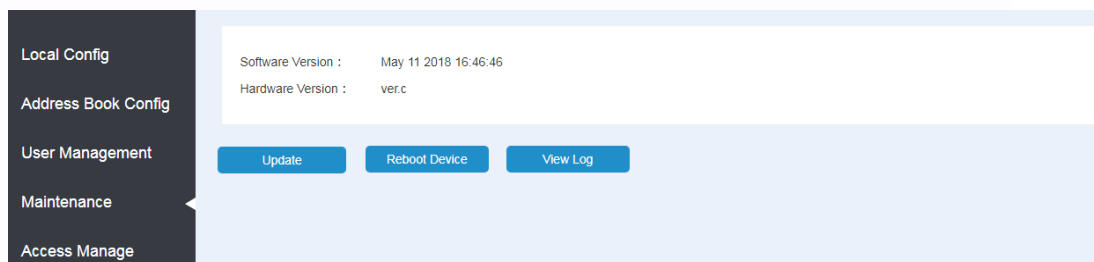 Local Config
Address Book Config
User Management
Maintenance
Access Manage
Software Version : May 11 2018 16:46:46
Hardware Version : ver.c
Update Reboot Device View Log